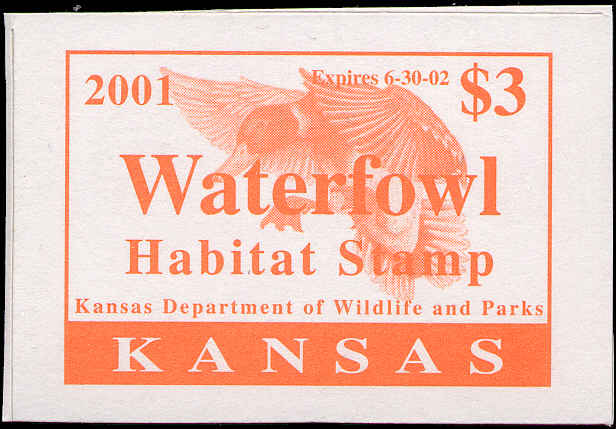 2001 Expires 6-30-02 $3
Waterfowl
Habitat Stamp
Kansas Department of Wildlife and Parks
KANSAS